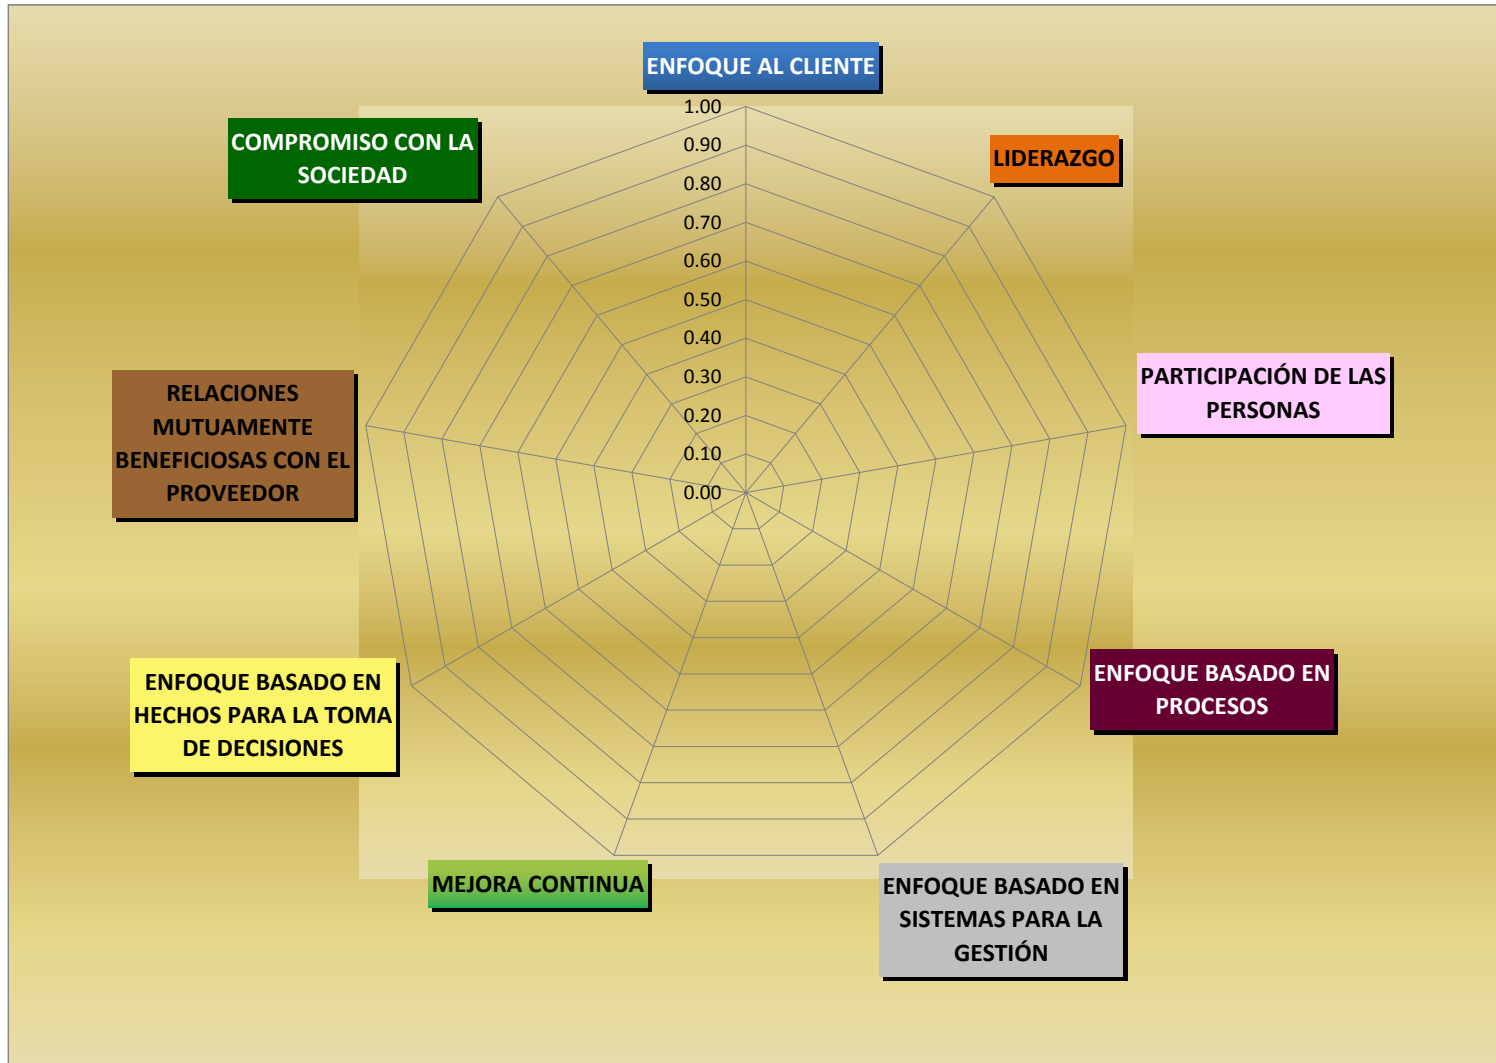 ENFOQUE AL CLIENTE
1.00
0.90
0.80
0.70
0.60
0.50
0.40
0.30
0.20
0.10
0.00
LIDERAZGO
PARTICIPACIÓN DE LAS
PERSONAS
ENFOQUE BASADO EN
PROCESOS
ENFOQUE BASADO EN
SISTEMAS PARA LA
GESTIÓN
MEJORA CONTINUA
ENFOQUE BASADO EN
HECHOS PARA LA TOMA
DE DECISIONES
RELACIONES
MUTUAMENTE
BENEFICIOSAS CON EL
PROVEEDOR
COMPROMISO CON LA
SOCIEDAD